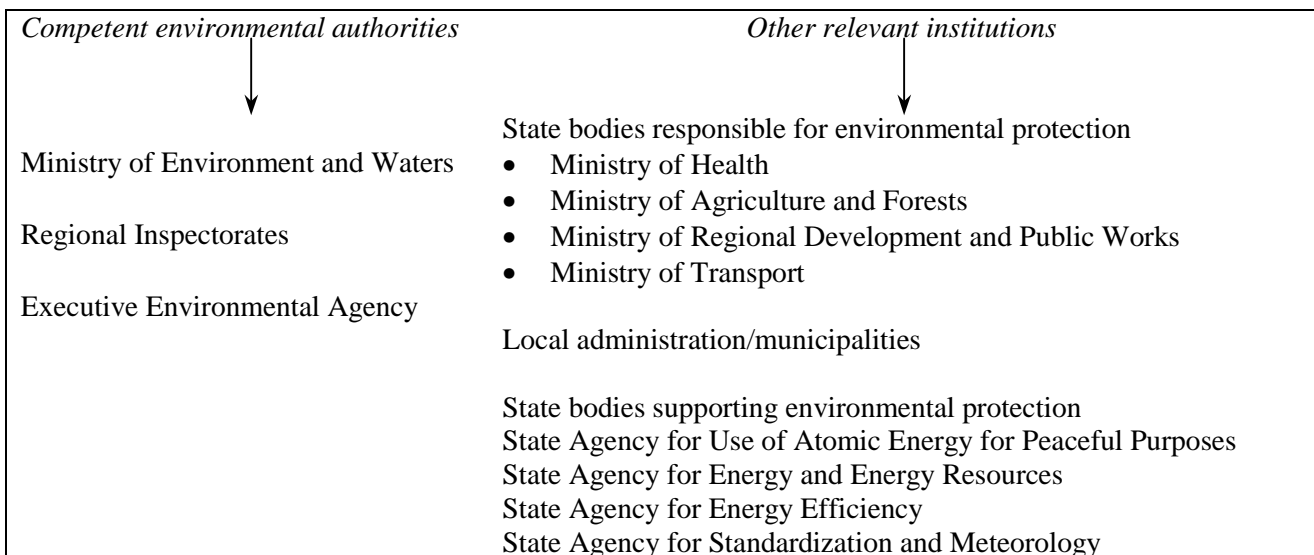 Competent environmental authorities
Ministry of Environment and Waters
Regional Inspectorates
Executive Environmental Agency
Other relevant institutions
State bodies responsible for environmental protection
• Ministry of Health
• Ministry of Agriculture and Forests
• Ministry of Regional Development and Public Works
• Ministry of Transport
Local administration/municipalities
State bodies supporting environmental protection
State Agency for Use of Atomic Energy for Peaceful Purposes
State Agency for Energy and Energy Resources
State Agency for Energy Efficiency
State Agency for Standardization and Meteorology